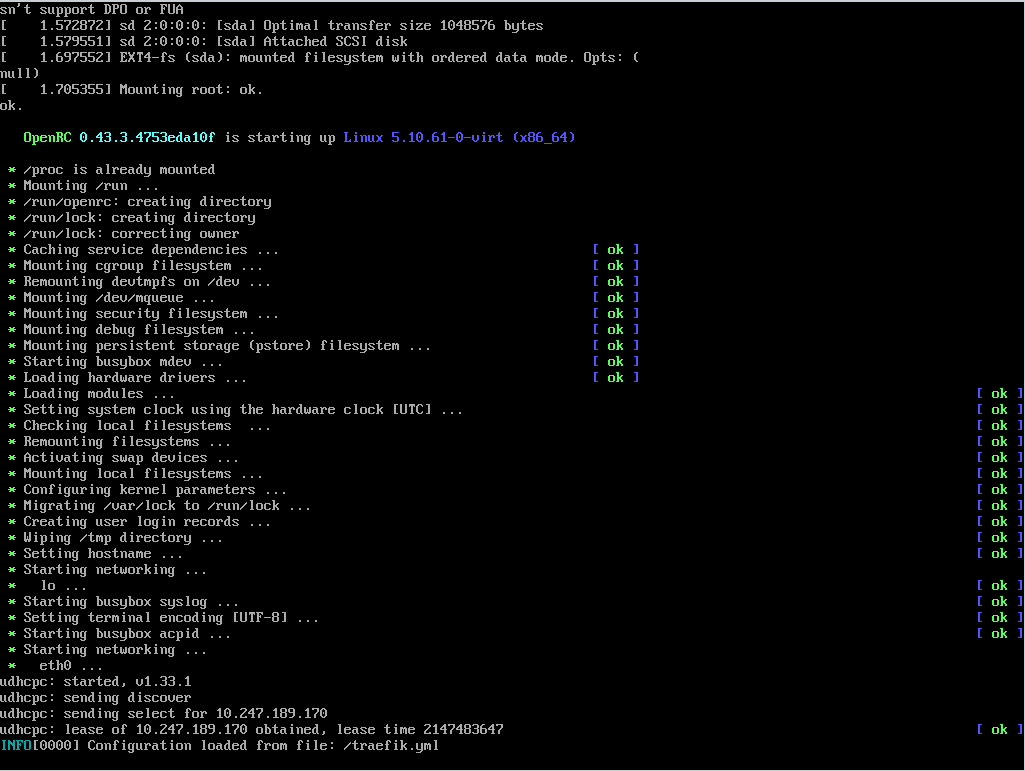 sn't support DPO or FUA
[    1.572872] sd 2:0:0:0: [sda] Optimal transfer size 1048576 bytes
[    1.579551] sd 2:0:0:0: [sda] Attached SCSI disk
[    1.697552] EXT4-fs (sda): mounted filesystem with ordered data mode. Opts: (
null)
[    1.705355] Mounting root: ok.
ok.
OpenRC 0.43.3.4753eda10f is starting up Linux 5.10.61-0-virt (x86_64)
* /proc is already mounted
* Mounting /run ...
* /run/openrc: creating directory
* /run/lock: creating directory
* /run/lock: correcting owner
* Caching service dependencies ... [ ok ]
* Mounting cgroup filesystem ... [ ok ]
* Remounting devtmpfs on /dev ... [ ok ]
* Mounting /dev/mqueue ... [ ok ]
* Mounting security filesystem ... [ ok ]
* Mounting debug filesystem ... [ ok ]
* Mounting persistent storage (pstore) filesystem ... [ ok ]
* Starting busybox mdev ... [ ok ]
* Loading hardware drivers ... [ ok ]
* Loading modules ... [ ok ]
* Setting system clock using the hardware clock [UTC] ... [ ok ]
* Checking local filesystems  ... [ ok ]
* Remounting filesystems ... [ ok ]
* Activating swap devices ... [ ok ]
* Mounting local filesystems ... [ ok ]
* Configuring kernel parameters ... [ ok ]
* Migrating /var/lock to /run/lock ... [ ok ]
* Creating user login records ... [ ok ]
* Wiping /tmp directory ... [ ok ]
* Setting hostname ... [ ok ]
* Starting networking ...
*   lo ... [ ok ]
* Starting busybox syslog ... [ ok ]
* Setting terminal encoding [UTF-8] ... [ ok ]
* Starting busybox acpid ... [ ok ]
* Starting networking ...
*   eth0 ...
udhcpc: started, v1.33.1
udhcpc: sending discover
udhcpc: sending select for 10.247.189.170
udhcpc: lease of 10.247.189.170 obtained, lease time 2147483647 [ ok ]
INFO[0000] Configuration loaded from file: /traefik.yml